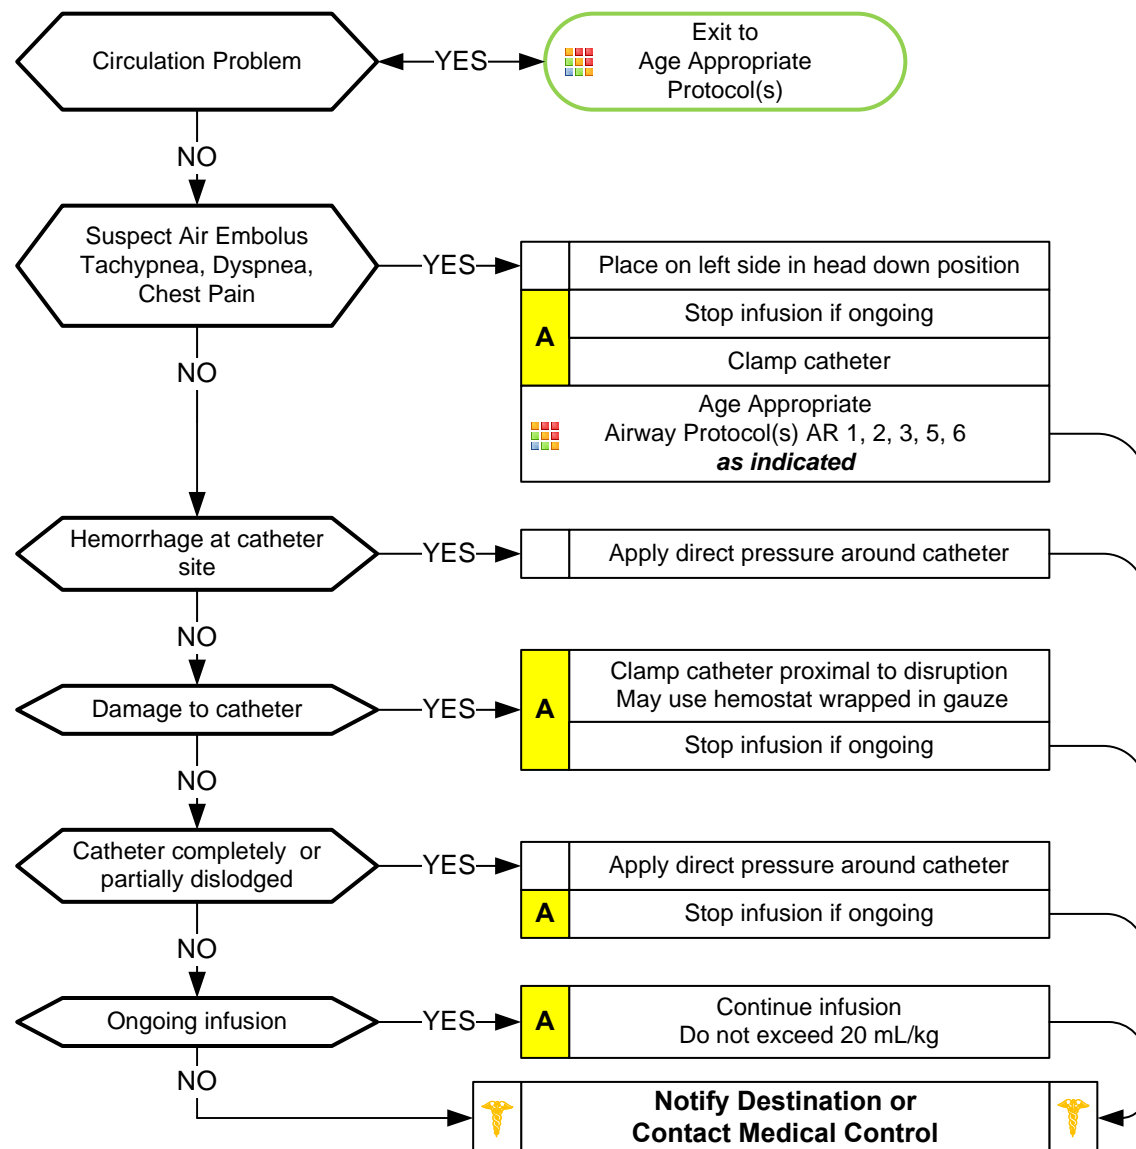 Circulation Problem
YES
Exit to
Age Appropriate
Protocol(s)
NO
Suspect Air Embolus
Tachypnea, Dyspnea,
Chest Pain
YES
Place on left side in head down position
A
Stop infusion if ongoing
Clamp catheter
Age Appropriate
Airway Protocol(s) AR 1, 2, 3, 5, 6
as indicated
NO
Hemorrhage at catheter
site
YES
Apply direct pressure around catheter
NO
Damage to catheter
YES
A
Clamp catheter proximal to disruption
May use hemostat wrapped in gauze
Stop infusion if ongoing
NO
Catheter completely or
partially dislodged
YES
Apply direct pressure around catheter
A
Stop infusion if ongoing
NO
Ongoing infusion
YES
A
Continue infusion
Do not exceed 20 mL/kg
NO
Notify Destination or
Contact Medical Control